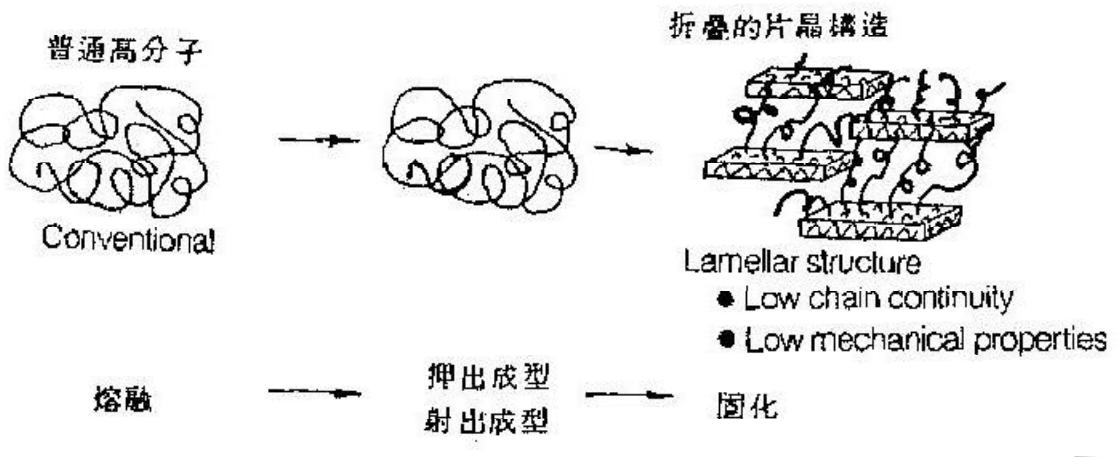 普通高分子
折疊的片晶構造
Conventional
Lamellar structure
● Low chain continuity
● Low mechanical properties
熔融
押出成型
射出成型
固化